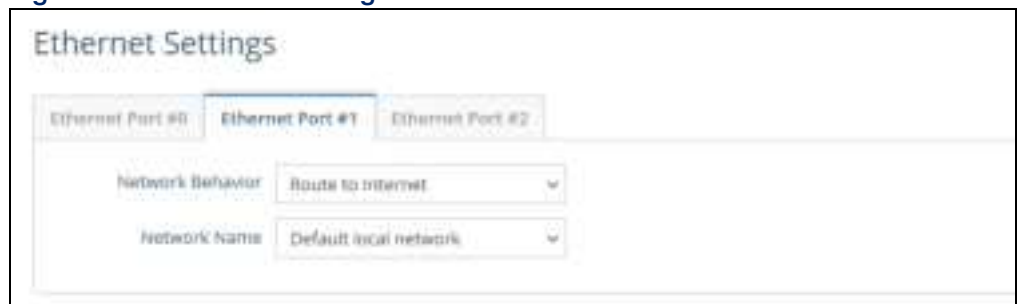 Ethernet Settings
Ethernet Port #0 Ethernet Port #1 Ethernet Port #2
Network Behavior Route to Internet
Network Name Default local network